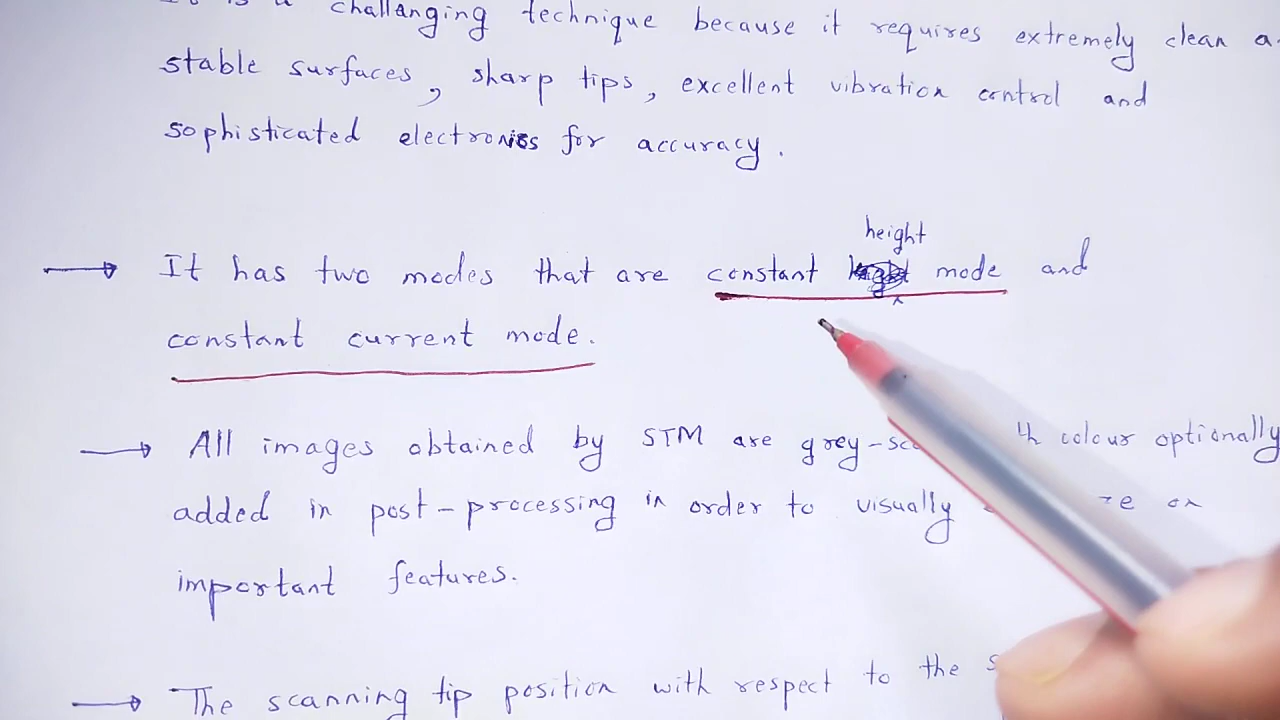 is a challanging technique because it requires extremely clean
stable surfaces, sharp tips, excellent vibration control and
sophisticated electronics for accuracy.
→ It has two modes that are constant height mode and
constant current mode.
→ All images obtained by STM are grey- colour optionally
added in post-processing in order to visually on
important features.
→ The scanning tip position with respect to the